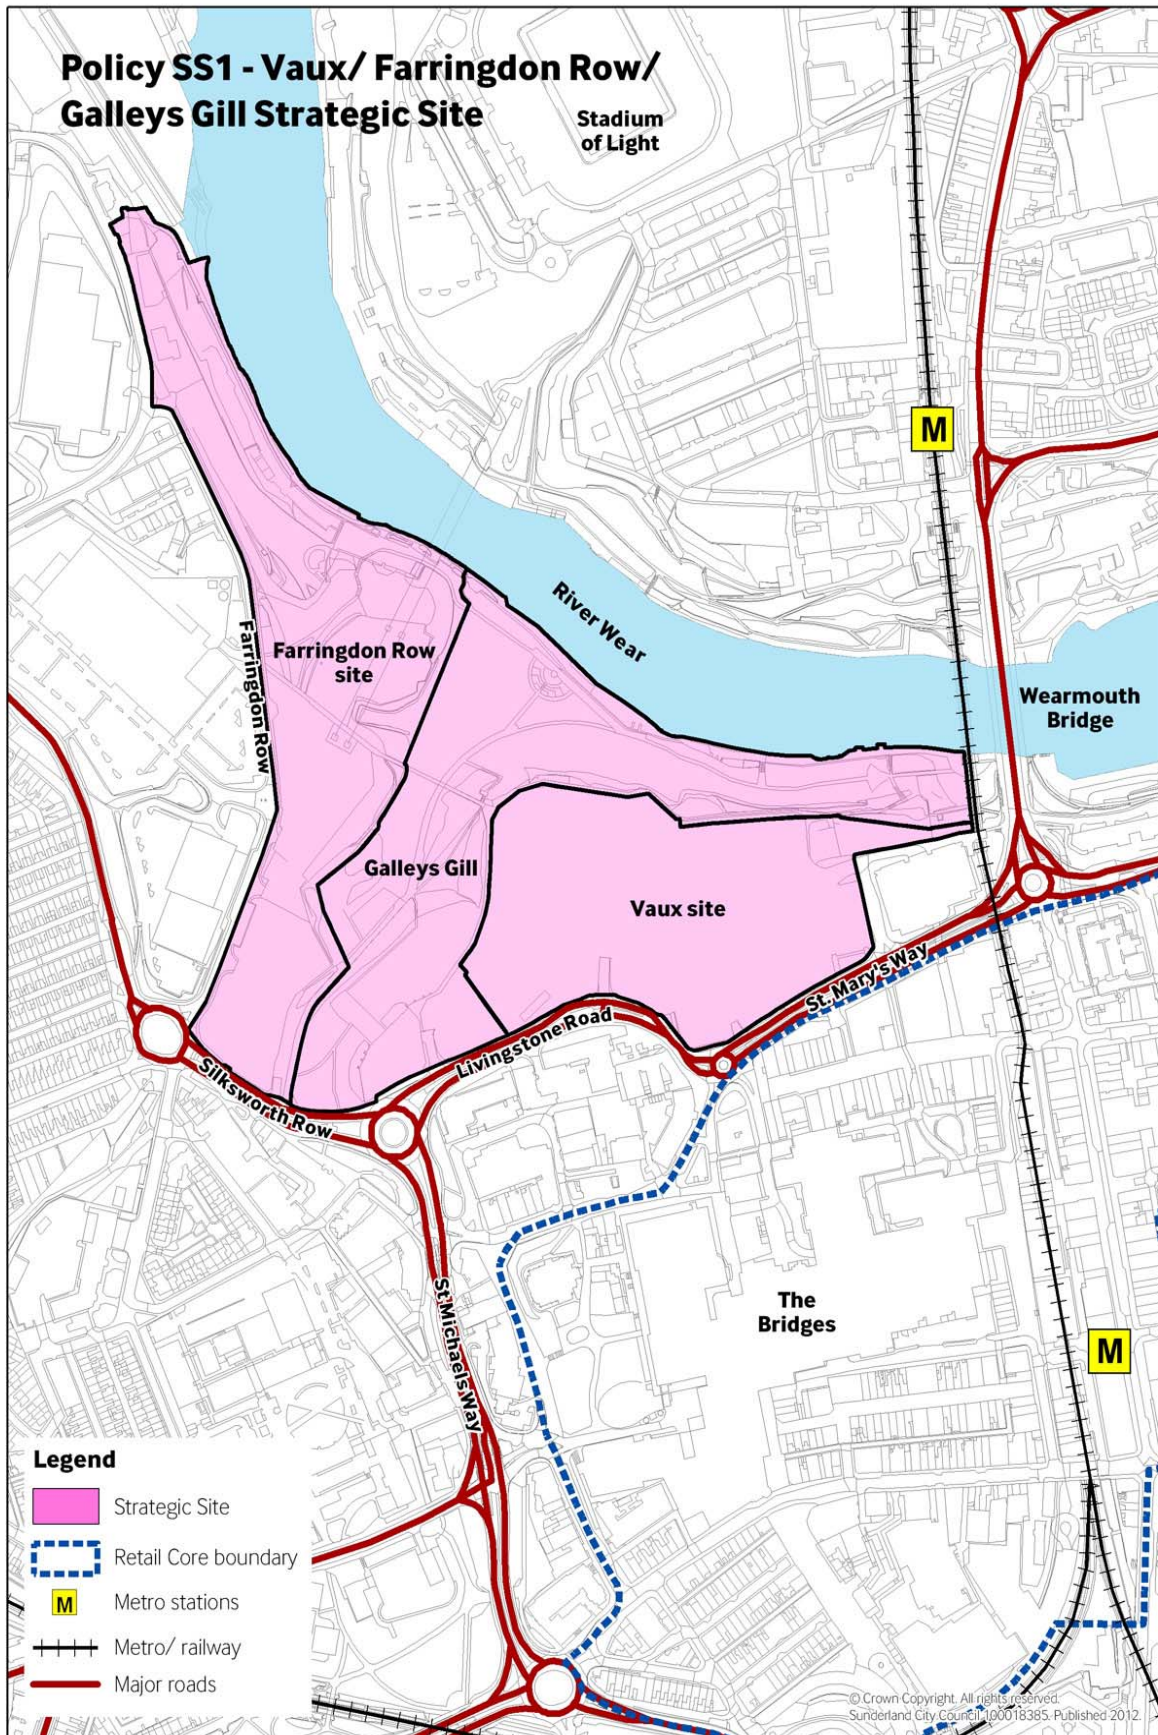 Policy SS1 - Vaux/ Farringdon Row/
Galleys Gill Strategic Site
Stadium
of Light
M
River Wear
Farringdon Row
Farringdon Row
site
Wearmouth
Bridge
Galleys Gill
Vaux site
St. Mary's Way
Livingstone Road
Silksworth Row
St Michaels Way
The
Bridges
M
Legend
Strategic Site
Retail Core boundary
M
Metro stations
Metro/ railway
Major roads
© Crown Copyright. All rights reserved.
Sunderland City Council 100018385. Published 2012.